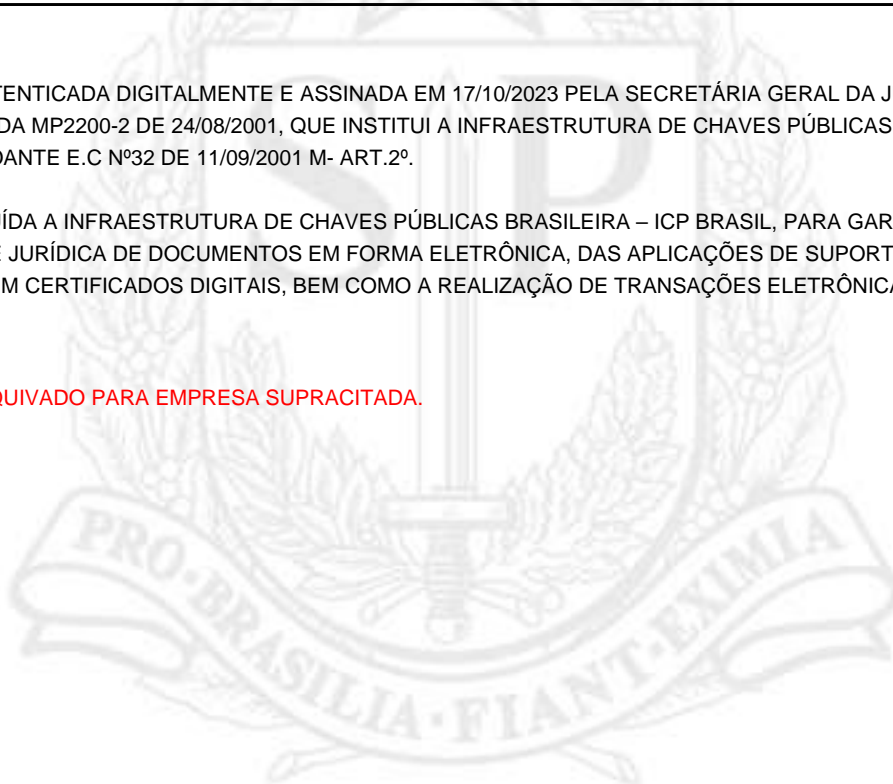 TENTICADA DIGITALMENTE E ASSINADA EM 17/10/2023 PELA SECRETÁRIA GERAL DA J
DA MP2200-2 DE 24/08/2001, QUE INSTITUI A INFRAESTRUTURA DE CHAVES PÚBLICAS
DANTE E.C Nº32 DE 11/09/2001 M- ART.2º.
UÍDA A INFRAESTRUTURA DE CHAVES PÚBLICAS BRASILEIRA – ICP BRASIL, PARA GAR
E JURÍDICA DE DOCUMENTOS EM FORMA ELETRÔNICA, DAS APLICAÇÕES DE SUPORT
EM CERTIFICADOS DIGITAIS, BEM COMO A REALIZAÇÃO DE TRANSAÇÕES ELETRÔNICA
QUIVADO PARA EMPRESA SUPRACITADA.
SP
PRO·BRASILIA·FIANT·EXIMIA